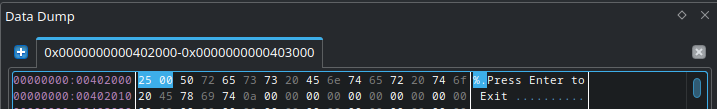 Data Dump
0x0000000000402000-0x0000000000403000
00000000:00402000 25 00 50 72 65 73 73 20 45 6e 74 65 72 20 74 6f %.Press Enter to
00000000:00402010 20 45 78 69 74 0a 00 00 00 00 00 00 00 00 00 00 Exit ..........